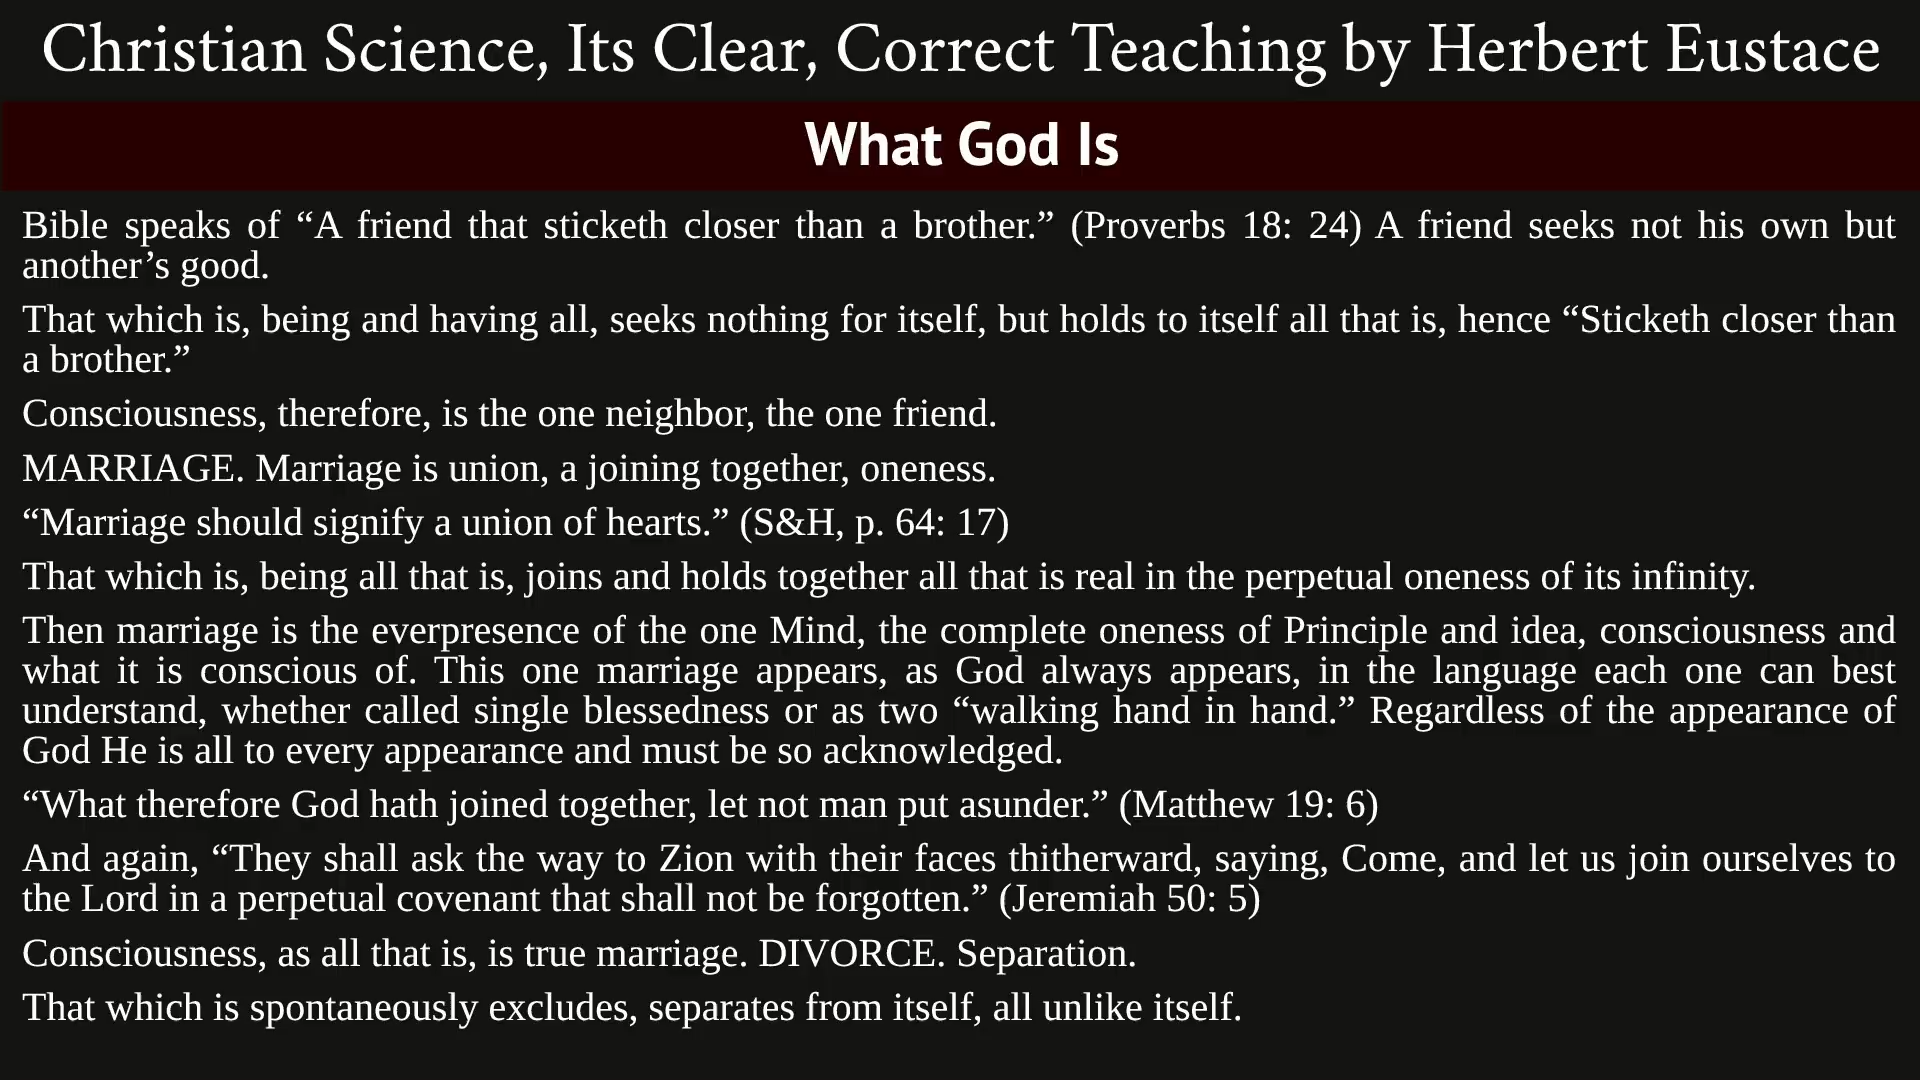 Christian Science, Its Clear, Correct Teaching by Herbert Eustace
What God Is
Bible speaks of “A friend that sticketh closer than a brother.” (Proverbs 18: 24) A friend seeks not his own but
another’s good.
That which is, being and having all, seeks nothing for itself, but holds to itself all that is, hence “Sticketh closer than
a brother.”
Consciousness, therefore, is the one neighbor, the one friend.
MARRIAGE. Marriage is union, a joining together, oneness.
“Marriage should signify a union of hearts.” (S&H, p. 64: 17)
That which is, being all that is, joins and holds together all that is real in the perpetual oneness of its infinity.
Then marriage is the everpresence of the one Mind, the complete oneness of Principle and idea, consciousness and
what it is conscious of. This one marriage appears, as God always appears, in the language each one can best
understand, whether called single blessedness or as two “walking hand in hand.” Regardless of the appearance of
God He is all to every appearance and must be so acknowledged.
“What therefore God hath joined together, let not man put asunder.” (Matthew 19: 6)
And again, “They shall ask the way to Zion with their faces thitherward, saying, Come, and let us join ourselves to
the Lord in a perpetual covenant that shall not be forgotten.” (Jeremiah 50: 5)
Consciousness, as all that is, is true marriage. DIVORCE. Separation.
That which is spontaneously excludes, separates from itself, all unlike itself.